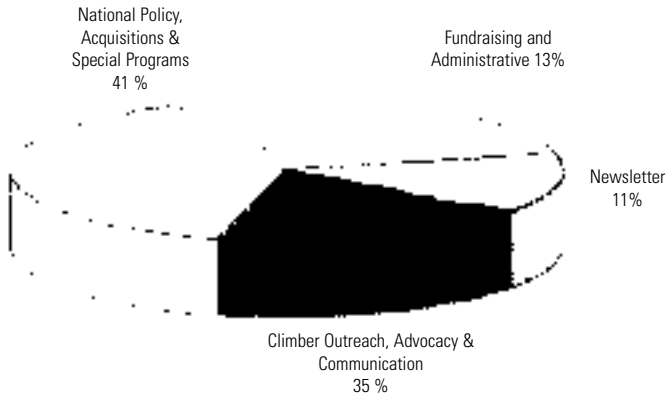 National Policy,
Acquisitions &
Special Programs
41 %
Fundraising and
Administrative 13%
Newsletter
11%
Climber Outreach, Advocacy &
Communication
35 %